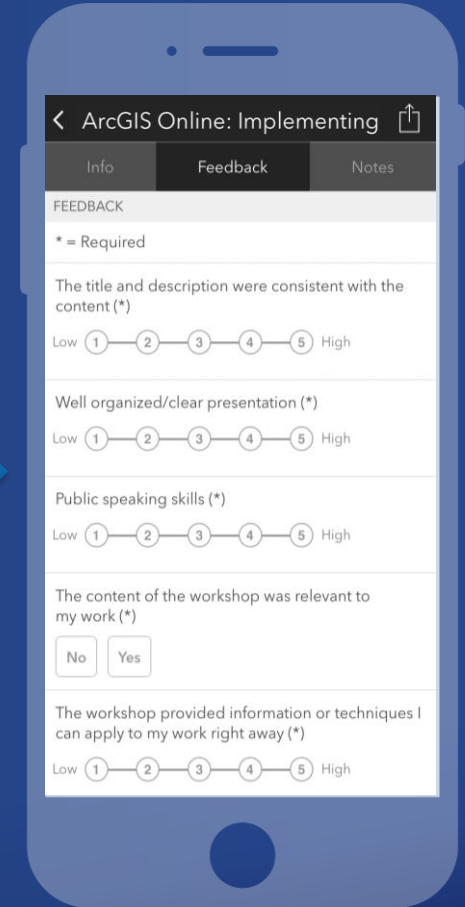 ArcGIS Online: Implementing
Info Feedback Notes
FEEDBACK
* = Required
The title and description were consistent with the
content (*)
Low 1 2 3 4 5 High
Well organized/clear presentation (*)
Low 1 2 3 4 5 High
Public speaking skills (*)
Low 1 2 3 4 5 High
The content of the workshop was relevant to
my work (*)
No Yes
The workshop provided information or techniques I
can apply to my work right away (*)
Low 1 2 3 4 5 High